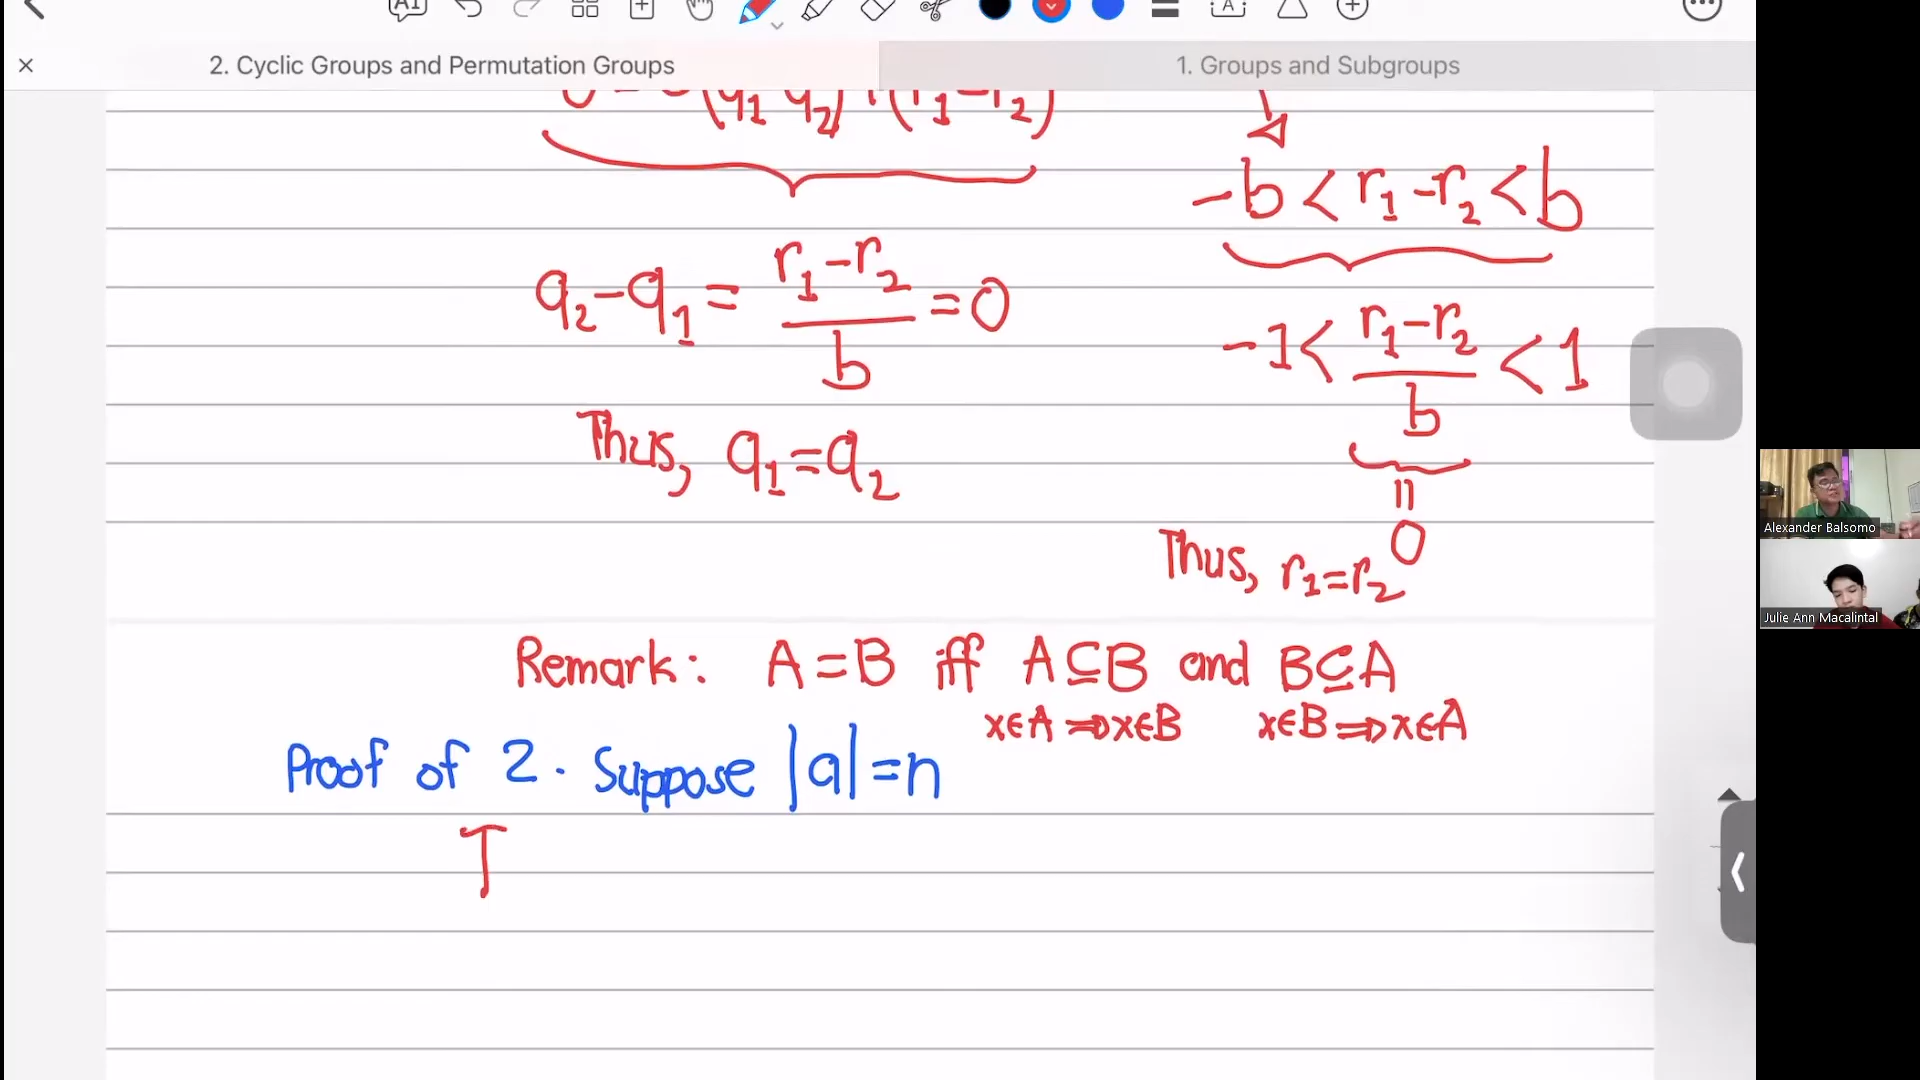 2. Cyclic Groups and Permutation Groups
1. Groups and Subgroups
-b < r₁-r₂ < b
q₂-q₁ = (r₁-r₂)/b = 0
-1 < (r₁-r₂)/b < 1
Thus, q₁=q₂
= 0
Thus, r₁=r₂
Remark: A=B iff A⊆B and B⊆A
x∈A ⟹ x∈B x∈B ⟹ x∈A
Proof of 2. Suppose |a|=n
T
Alexander Balsomo
Julie Ann Macalintal